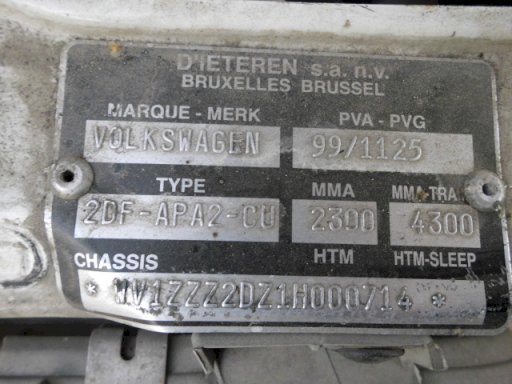 D'IETEREN s.a. n.v.
BRUXELLES BRUSSEL
MARQUE - MERK PVA - PVG
VOLKSWAGEN 99/1125
TYPE MMA MMA TRA.
2DF-APA2-CU 2300 4300
CHASSIS HTM HTM-SLEEP
* WV1ZZZ2DZ1H000714 *